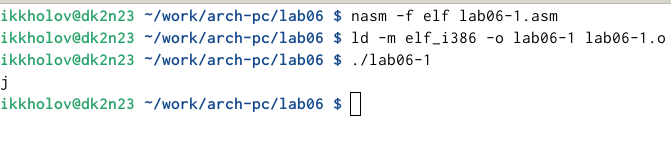 ikkholov@dk2n23 ~/work/arch-pc/lab06 $ nasm -f elf lab06-1.asm
ikkholov@dk2n23 ~/work/arch-pc/lab06 $ ld -m elf_i386 -o lab06-1 lab06-1.o
ikkholov@dk2n23 ~/work/arch-pc/lab06 $ ./lab06-1
j
ikkholov@dk2n23 ~/work/arch-pc/lab06 $